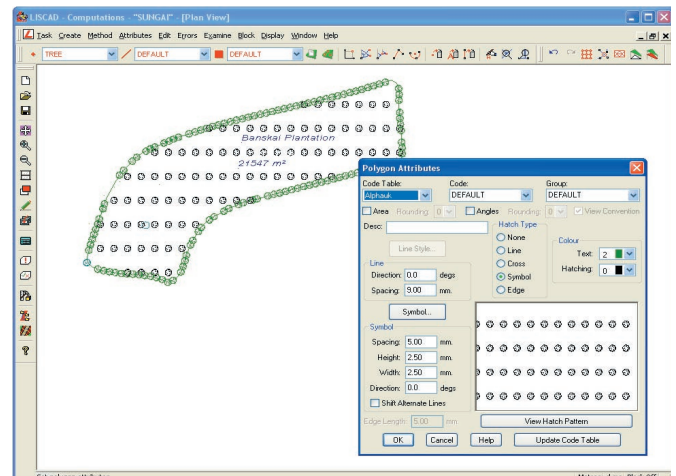 LISCAD - Computations - "SUNGAI" - [Plan View]
Task Create Method Attributes Edit Errors Examine Block Display Window Help
TREE DEFAULT DEFAULT
Banskai Plantation
21547 m²
Polygon Attributes
Code Table: Code: Group:
Alphauk DEFAULT DEFAULT
Area Rounding: 0 Angles Rounding: 0 View Convention
Desc:
Hatch Type
None
Line
Cross
Symbol
Edge
Colour
Text: 2
Hatching: 0
Line Style...
Line
Direction: 0.0 degs
Spacing: 9.00 mm.
Symbol...
Symbol
Spacing: 5.00 mm.
Height: 2.50 mm.
Width: 2.50 mm.
Direction: 0.0 degs
Shift Alternate Lines
Edge Length: 5.00 mm
View Hatch Pattern
OK Cancel Help Update Code Table